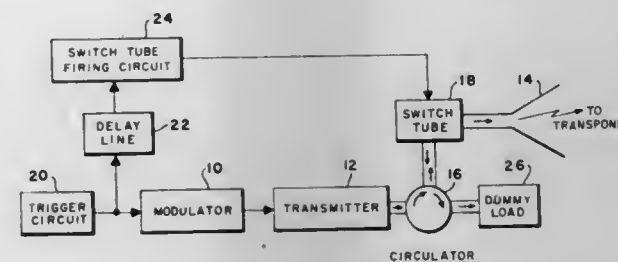 24
SWITCH TUBE
FIRING CIRCUIT
18
14
SWITCH
TUBE
TO
TRANSPOND
DELAY
LINE
22
20
10
12
16
26
TRIGGER
CIRCUIT
MODULATOR
TRANSMITTER
DUMMY
LOAD
CIRCULATOR